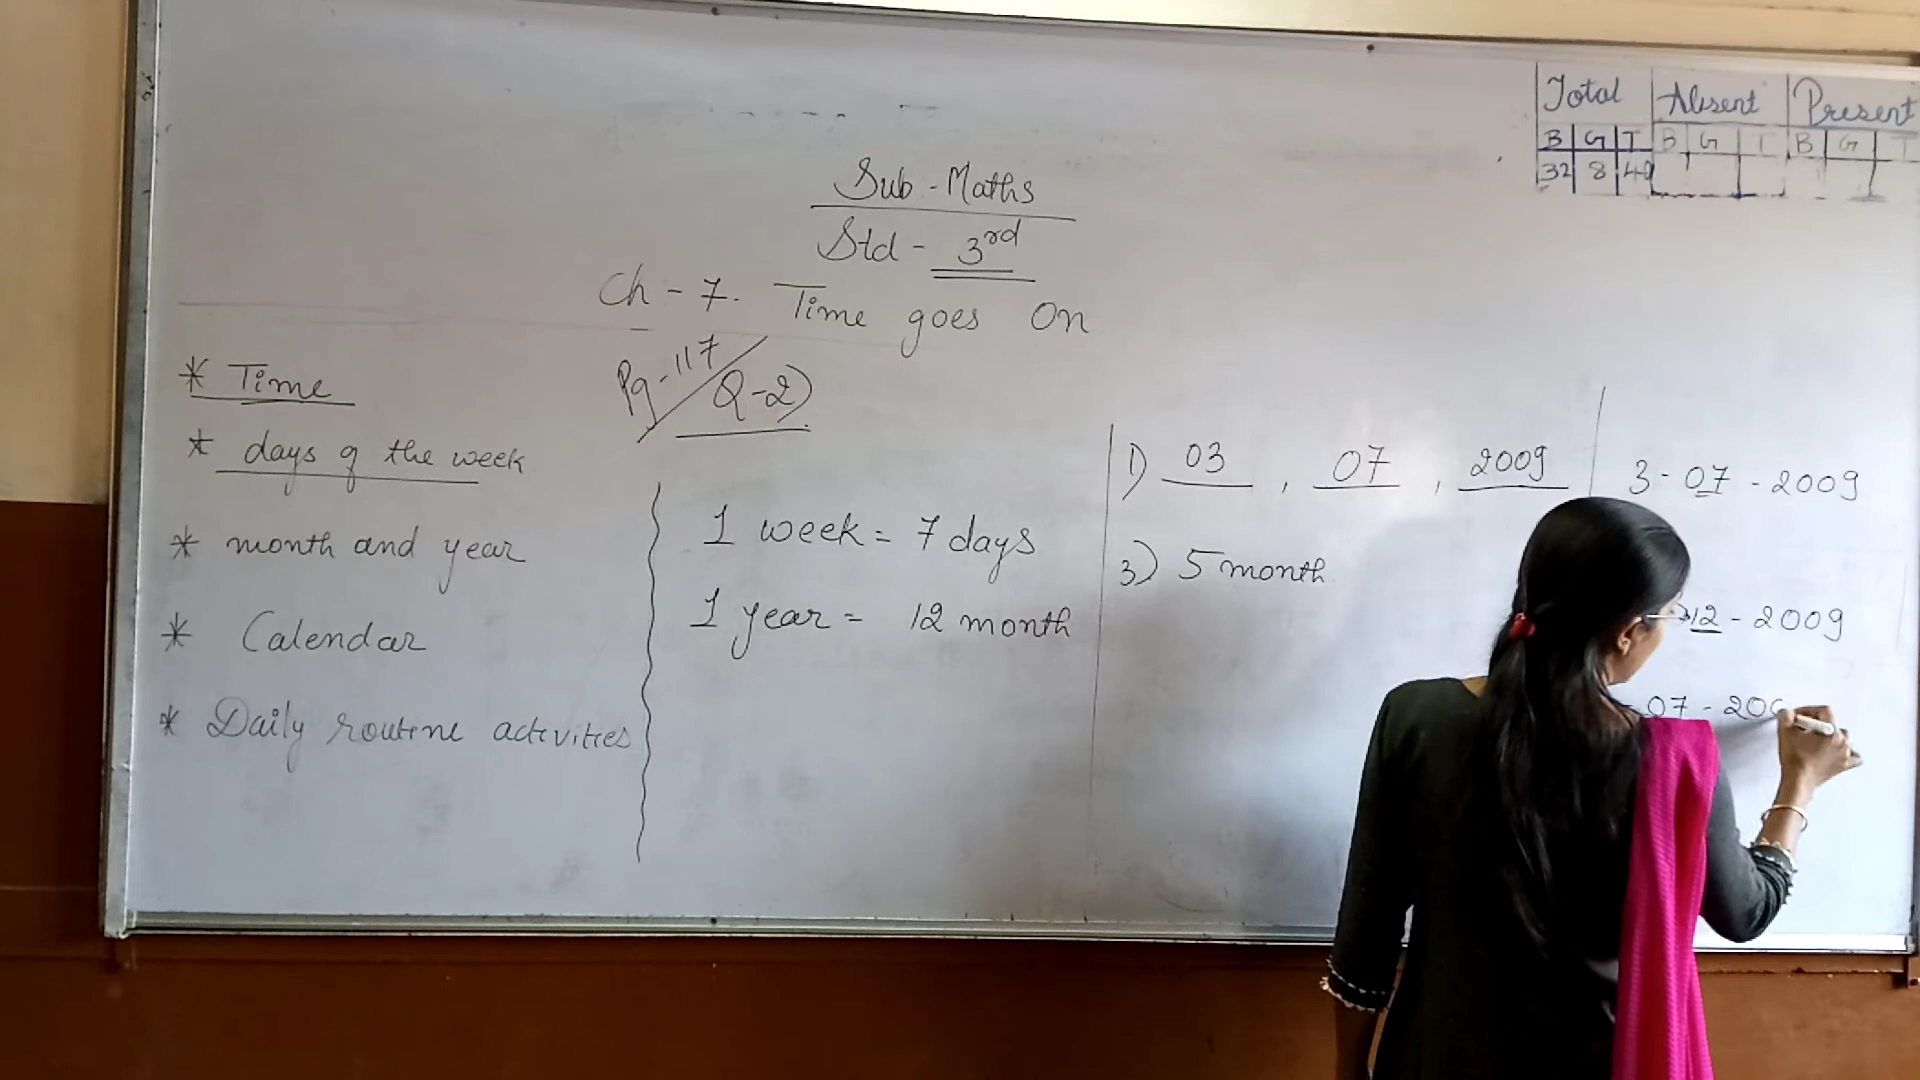 Total Absent Present
B G T B G T B G T
32 8 40
Sub - Maths
Std - 3rd
Ch - 7. Time goes On
Pg - 117 / Q-2)
* Time
* days of the week
* month and year
* Calendar
* Daily routine activities
1 week = 7 days
1 year = 12 month
1) 03 , 07 , 2009
3) 5 month
3 - 07 - 2009
12 - 2009
- 07 -